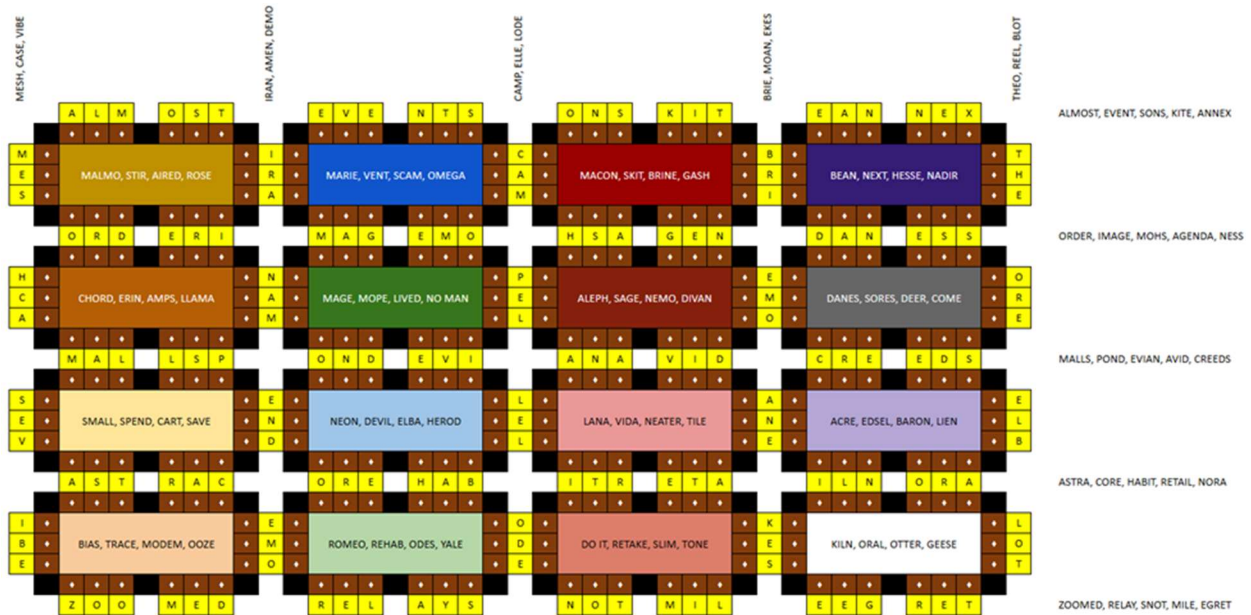 MESH, CASE, VIBE
IRAN, AMEN, DEMO
CAMP, ELLE, LODE
BRIE, MOAN, EKES
THEO, REEL, BLOT
A L M O S T E V E N T S O N S K I T E A N N E X
ALMOST, EVENT, SONS, KITE, ANNEX
M E S
MALMO, STIR, AIRED, ROSE
I R A
MARIE, VENT, SCAM, OMEGA
C A M
MACON, SKIT, BRINE, GASH
B R I
BEAN, NEXT, HESSE, NADIR
T H E
O R D E R I M A G E M O H S A G E N D A N E S S
ORDER, IMAGE, MOHS, AGENDA, NESS
H C A
CHORD, ERIN, AMPS, LLAMA
N A M
MAGE, MOPE, LIVED, NO MAN
P E L
ALEPH, SAGE, NEMO, DIVAN
E M O
DANES, SORES, DEER, COME
O R E
M A L L S P O N D E V I A N A V I D C R E E D S
MALLS, POND, EVIAN, AVID, CREEDS
S E V
SMALL, SPEND, CART, SAVE
E N D
NEON, DEVIL, ELBA, HEROD
L E L
LANA, VIDA, NEATER, TILE
A N E
ACRE, EDSEL, BARON, LIEN
E L B
A S T R A C O R E H A B I T R E T A I L N O R A
ASTRA, CORE, HABIT, RETAIL, NORA
I B E
BIAS, TRACE, MODEM, OOZE
E M O
ROMEO, REHAB, ODES, YALE
O D E
DO IT, RETAKE, SLIM, TONE
K E S
KILN, ORAL, OTTER, GEESE
L O T
Z O O M E D R E L A Y S N O T M I L E E G R E T
ZOOMED, RELAY, SNOT, MILE, EGRET